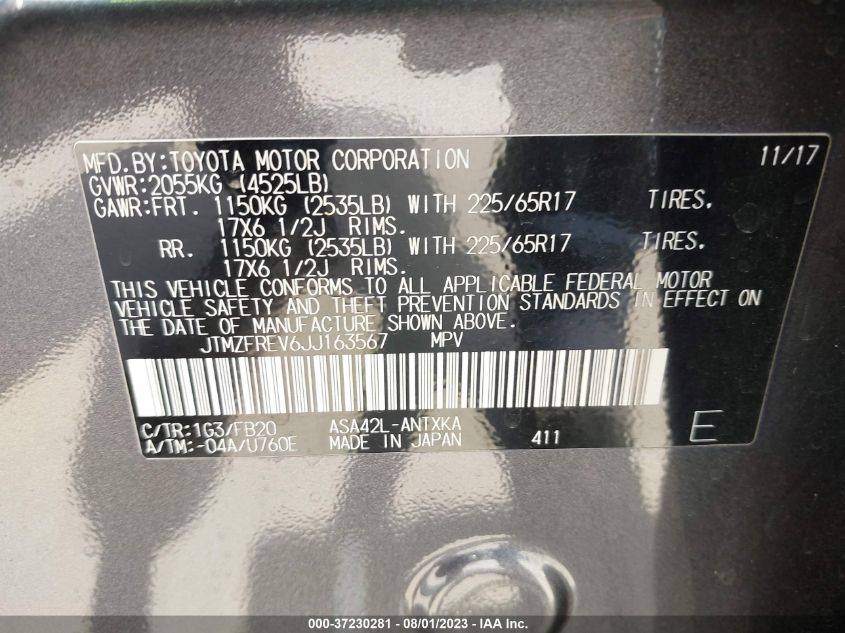 MFD.BY:TOYOTA MOTOR CORPORATION 11/17
GVWR:2055KG (4525LB)
GAWR:FRT. 1150KG (2535LB) WITH 225/65R17 TIRES.
17X6 1/2J RIMS.
RR. 1150KG (2535LB) WITH 225/65R17 TIRES.
17X6 1/2J RIMS.
THIS VEHICLE CONFORMS TO ALL APPLICABLE FEDERAL MOTOR
VEHICLE SAFETY AND THEFT PREVENTION STANDARDS IN EFFECT ON
THE DATE OF MANUFACTURE SHOWN ABOVE.
JTMZFREV6JJ163567 MPV
C/TR:1G3/FB20 ASA42L-ANTXKA
A/TM:-04A/U760E MADE IN JAPAN 411 E
000-37230281 - 08/01/2023 - IAA Inc.